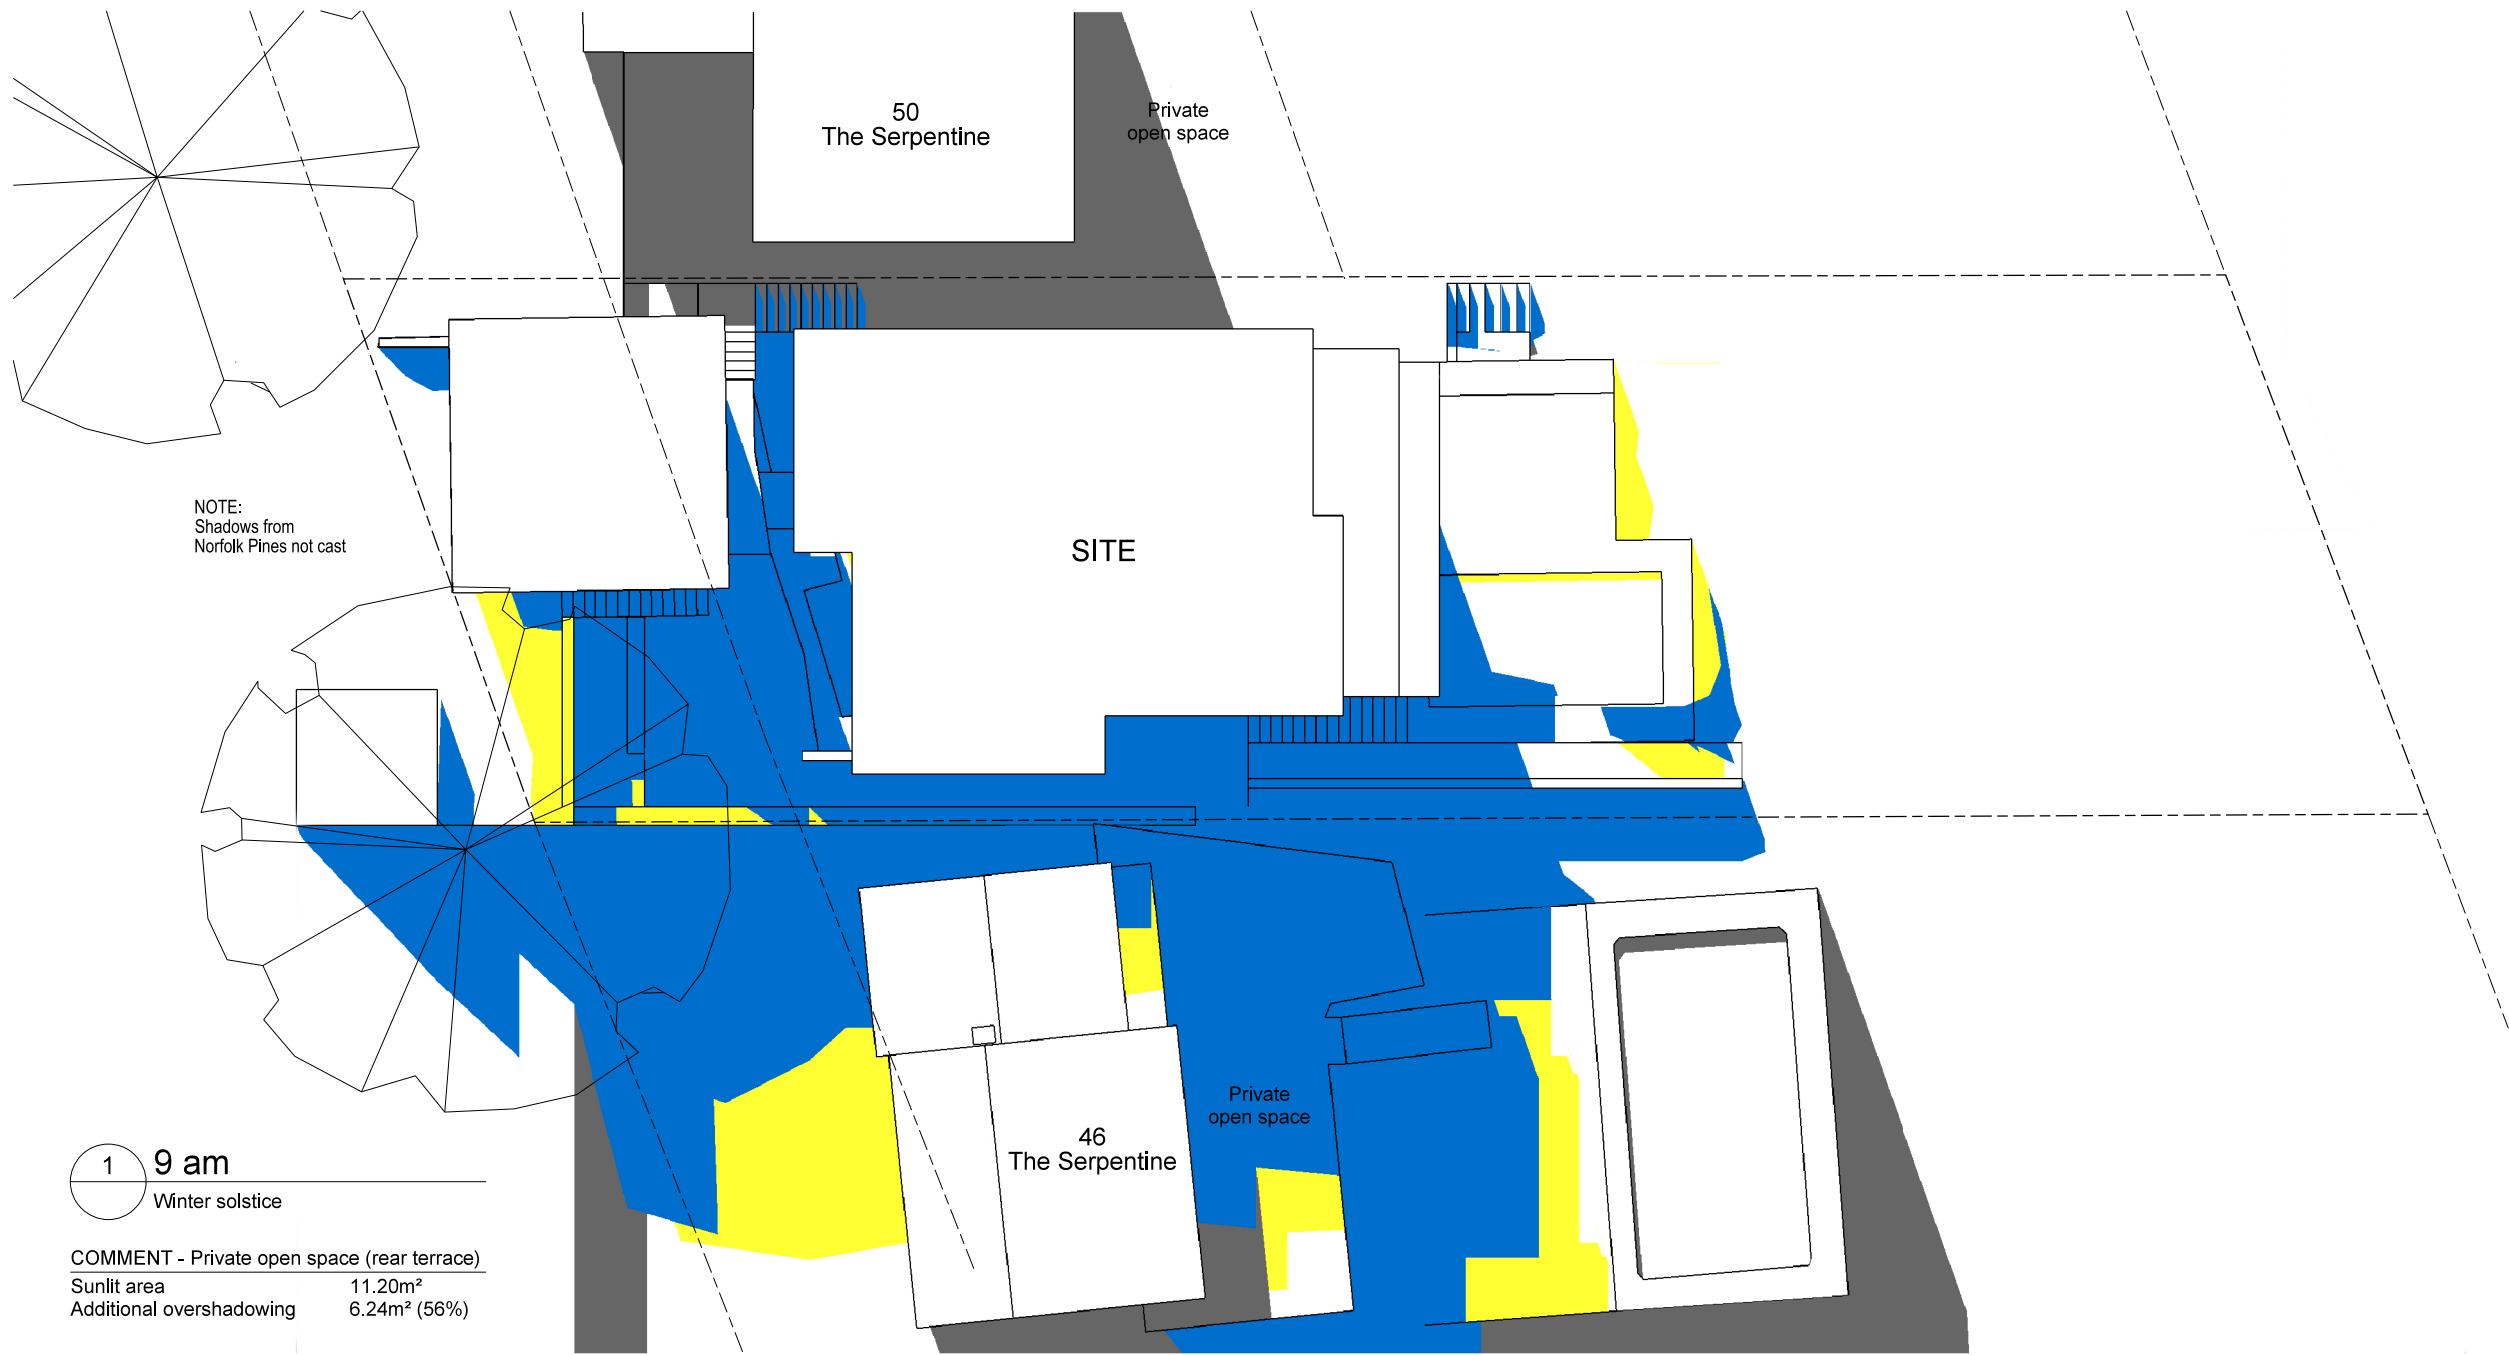 50
The Serpentine
Private
open space
NOTE:
Shadows from
Norfolk Pines not cast
SITE
Private
open space
46
The Serpentine
1
9 am
Winter solstice
COMMENT - Private open space (rear terrace)
Sunlit area 11.20m²
Additional overshadowing 6.24m² (56%)